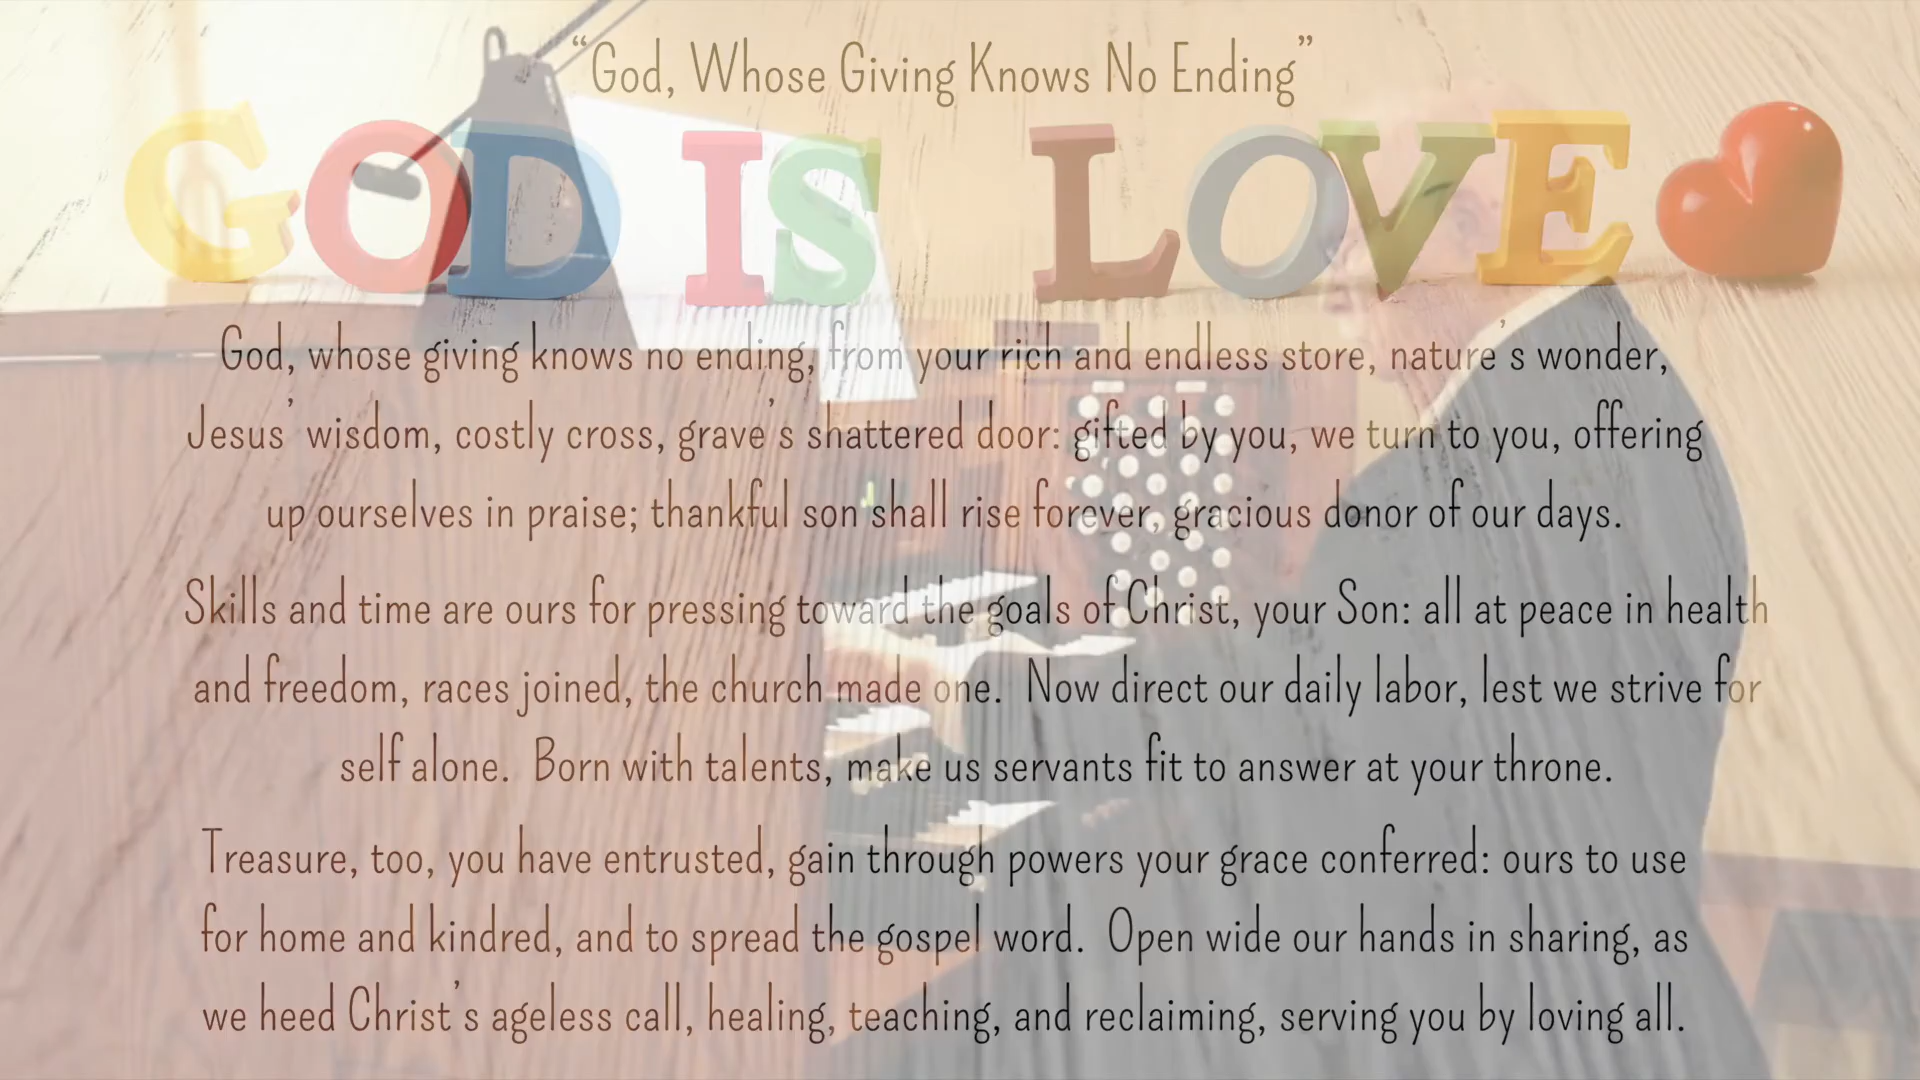 “God, Whose Giving Knows No Ending”
GOD IS LOVE
God, whose giving knows no ending, from your rich and endless store, nature’s wonder,
Jesus’ wisdom, costly cross, grave’s shattered door: gifted by you, we turn to you, offering
up ourselves in praise; thankful son shall rise forever, gracious donor of our days.
Skills and time are ours for pressing toward the goals of Christ, your Son: all at peace in health
and freedom, races joined, the church made one. Now direct our daily labor, lest we strive for
self alone. Born with talents, make us servants fit to answer at your throne.
Treasure, too, you have entrusted, gain through powers your grace conferred: ours to use
for home and kindred, and to spread the gospel word. Open wide our hands in sharing, as
we heed Christ’s ageless call, healing, teaching, and reclaiming, serving you by loving all.